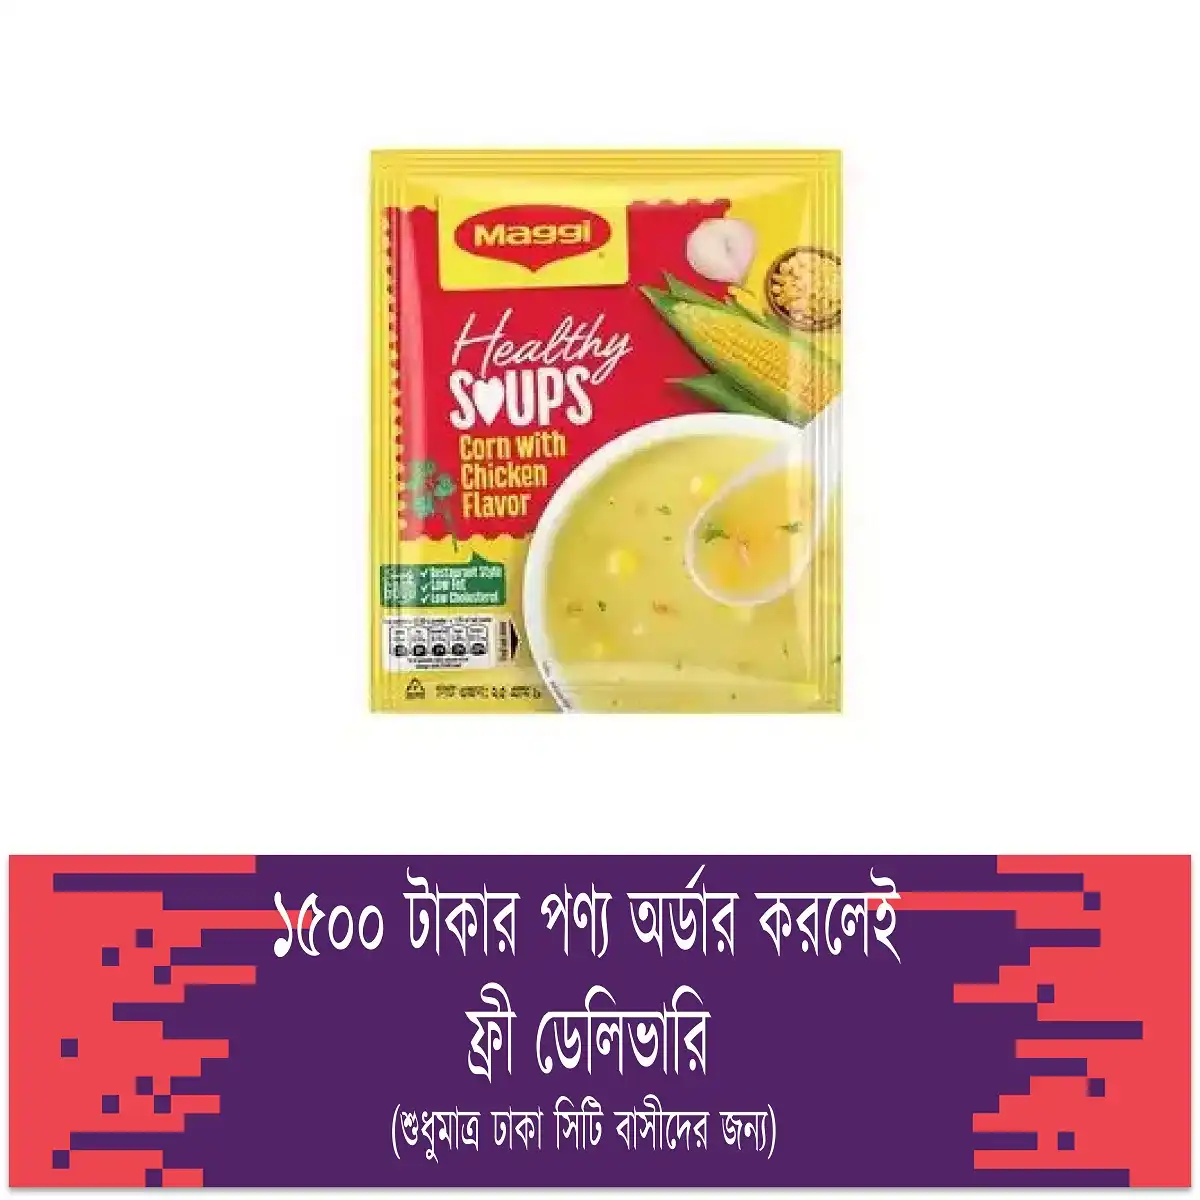 Maggi
Healthy
SOUPS
Corn with
Chicken
Flavor
Restaurant Style
Low Fat
Low Cholesterol
১৫০০ টাকার পণ্য অর্ডার করলেই
ফ্রী ডেলিভারি
(শুধুমাত্র ঢাকা সিটি বাসীদের জন্য)